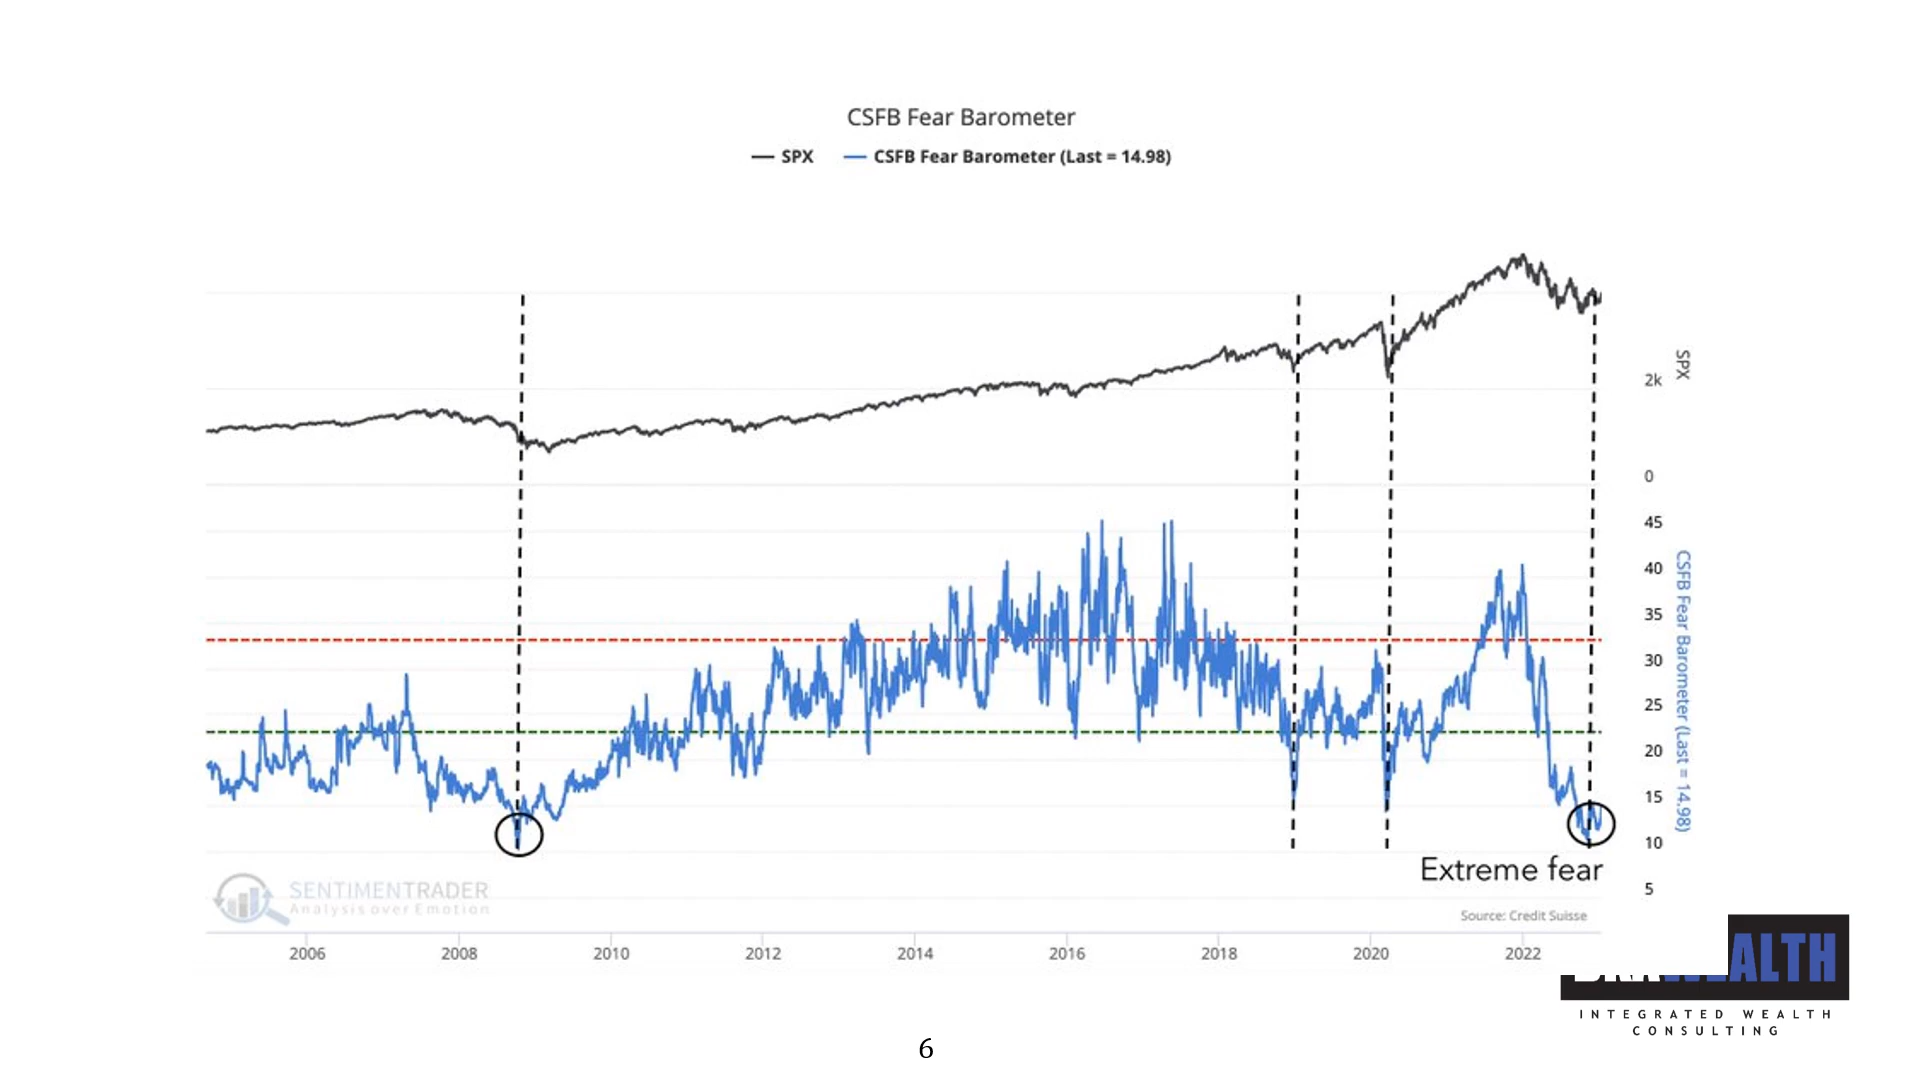 CSFB Fear Barometer
SPX
CSFB Fear Barometer (Last = 14.98)
SPX
2k
0
45
40
35
30
25
20
15
10
5
CSFB Fear Barometer (Last = 14.98)
Extreme fear
SENTIMENTRADER
Analysis over Emotion
Source: Credit Suisse
2006
2008
2010
2012
2014
2016
2018
2020
2022
ALTH
INTEGRATED WEALTH
CONSULTING
6